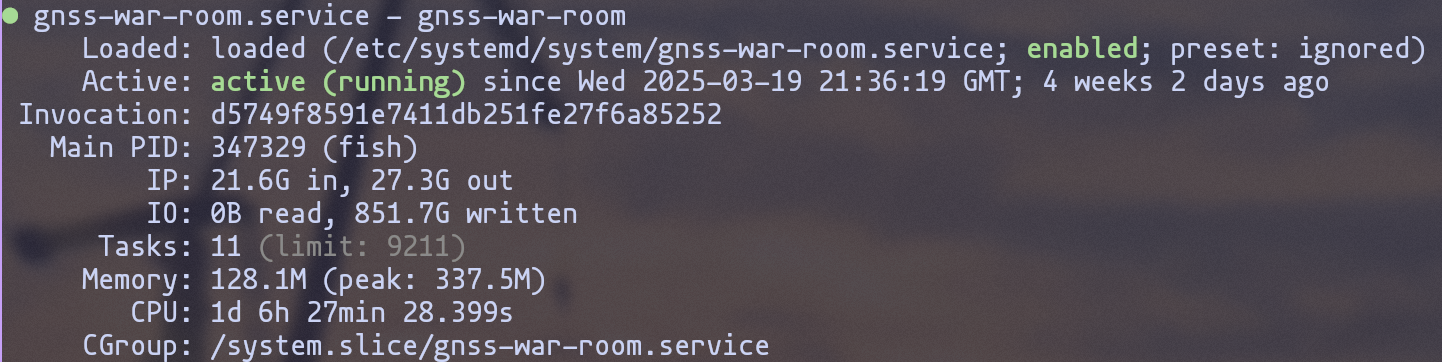 ● gnss-war-room.service - gnss-war-room
Loaded: loaded (/etc/systemd/system/gnss-war-room.service; enabled; preset: ignored)
Active: active (running) since Wed 2025-03-19 21:36:19 GMT; 4 weeks 2 days ago
Invocation: d5749f8591e7411db251fe27f6a85252
Main PID: 347329 (fish)
IP: 21.6G in, 27.3G out
IO: 0B read, 851.7G written
Tasks: 11 (limit: 9211)
Memory: 128.1M (peak: 337.5M)
CPU: 1d 6h 27min 28.399s
CGroup: /system.slice/gnss-war-room.service